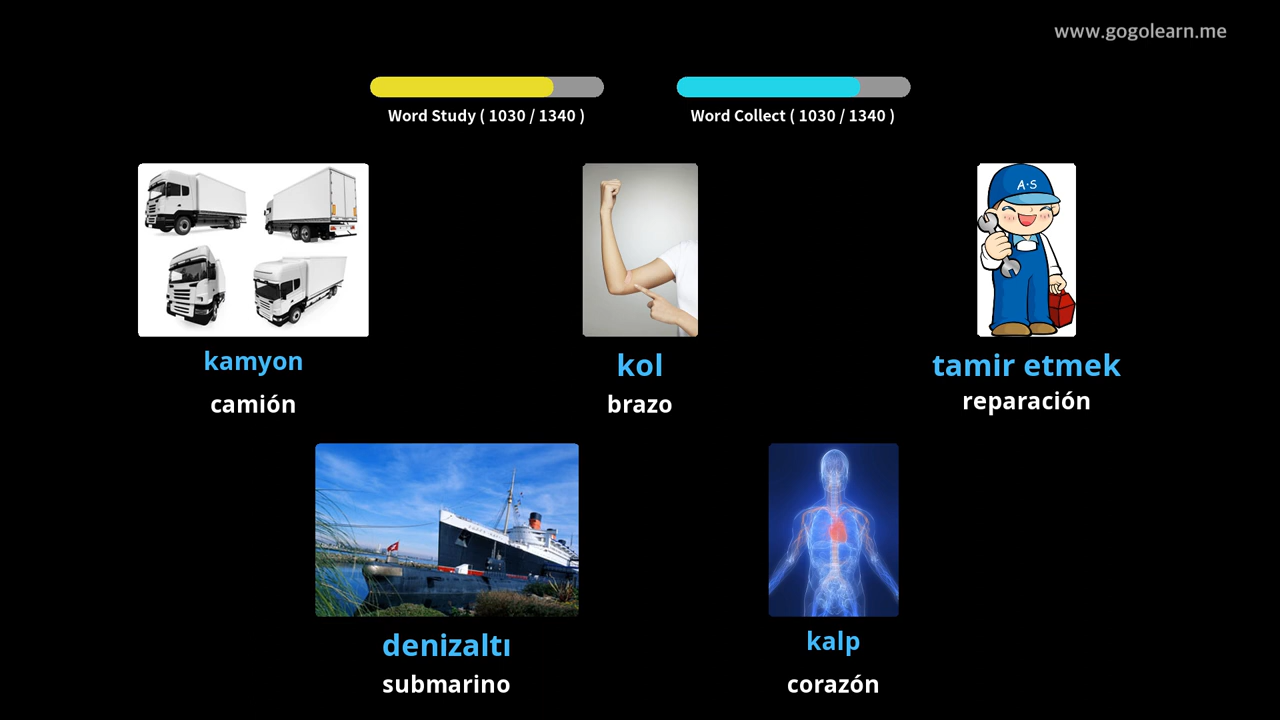 www.gogolearn.me
Word Study ( 1030 / 1340 )
Word Collect ( 1030 / 1340 )
A·S
kamyon
kol
tamir etmek
camión
brazo
reparación
denizaltı
kalp
submarino
corazón